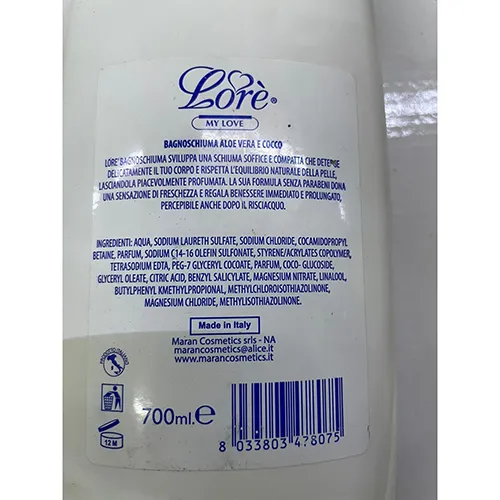 Lorè®
MY LOVE
BAGNOSCHIUMA ALOE VERA E COCCO
LORE' BAGNOSCHIUMA SVILUPPA UNA SCHIUMA SOFFICE E COMPATTA CHE DETERGE
DELICATAMENTE IL TUO CORPO E RISPETTA L'EQUILIBRIO NATURALE DELLA PELLE,
LASCIANDOLA PIACEVOLMENTE PROFUMATA. LA SUA FORMULA SENZA PARABENI DONA
UNA SENSAZIONE DI FRESCHEZZA E REGALA BENESSERE IMMEDIATO E PROLUNGATO,
PERCEPIBILE ANCHE DOPO IL RISCIACQUO.
INGREDIENTI: AQUA, SODIUM LAURETH SULFATE, SODIUM CHLORIDE, COCAMIDOPROPYL
BETAINE, PARFUM, SODIUM C14-16 OLEFIN SULFONATE, STYRENE/ACRYLATES COPOLYMER,
TETRASODIUM EDTA, PEG-7 GLYCERYL COCOATE, PARFUM, COCO- GLUCOSIDE,
GLYCERYL OLEATE, CITRIC ACID, BENZYL SALICYLATE, MAGNESIUM NITRATE, LINALOOL,
BUTYLPHENYL KMETHYLPROPIONAL, METHYLCHLOROISOTHIAZOLINONE,
MAGNESIUM CHLORIDE, METHYLISOTHIAZOLINONE.
Made in Italy
Maran Cosmetics srls - NA
marancosmetics@alice.it
www.marancosmetics.it
PRODOTTO ITALIANO
12 M
700ml.e
8 033803 478075